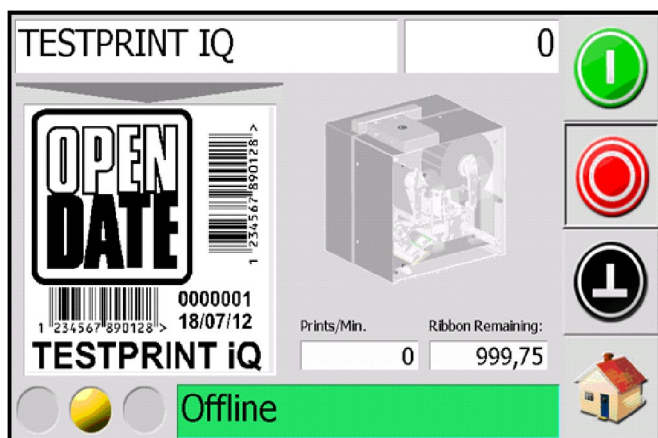 TESTPRINT IQ
0
OPEN
DATE
1 234567 890128 >
1 234567 890128 >
0000001
18/07/12
TESTPRINT iQ
Prints/Min.
Ribbon Remaining:
0
999,75
Offline